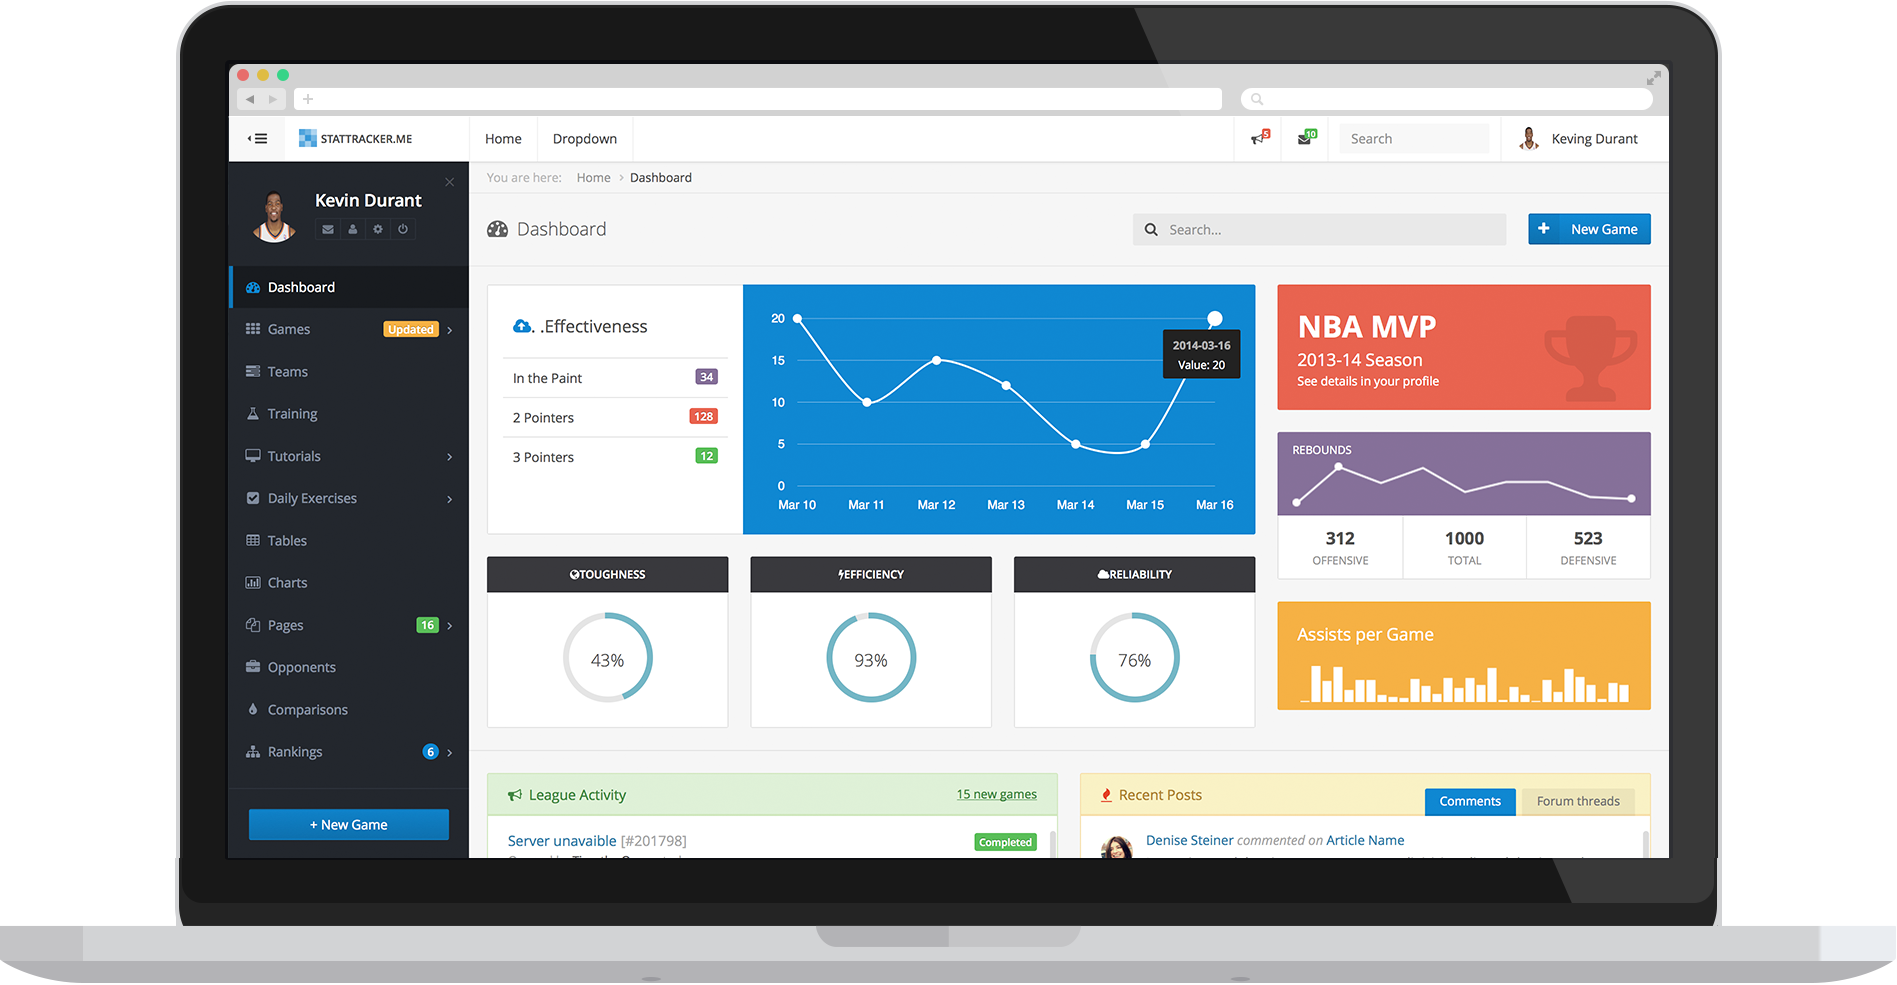 STATTRACKER.ME
Home
Dropdown
5
10
Search
Keving Durant
Kevin Durant
You are here: Home › Dashboard
Dashboard
Search...
+ New Game
Dashboard
Games
Updated
Teams
Training
Tutorials
Daily Exercises
Tables
Charts
Pages
16
Opponents
Comparisons
Rankings
6
+ New Game
. .Effectiveness
In the Paint
34
2 Pointers
128
3 Pointers
12
20
15
10
5
0
Mar 10 Mar 11 Mar 12 Mar 13 Mar 14 Mar 15 Mar 16
2014-03-16
Value: 20
NBA MVP
2013-14 Season
See details in your profile
REBOUNDS
312 1000 523
OFFENSIVE TOTAL DEFENSIVE
TOUGHNESS
43%
EFFICIENCY
93%
RELIABILITY
76%
Assists per Game
League Activity
15 new games
Server unavaible [#201798]
Completed
Recent Posts
Comments
Forum threads
Denise Steiner commented on Article Name